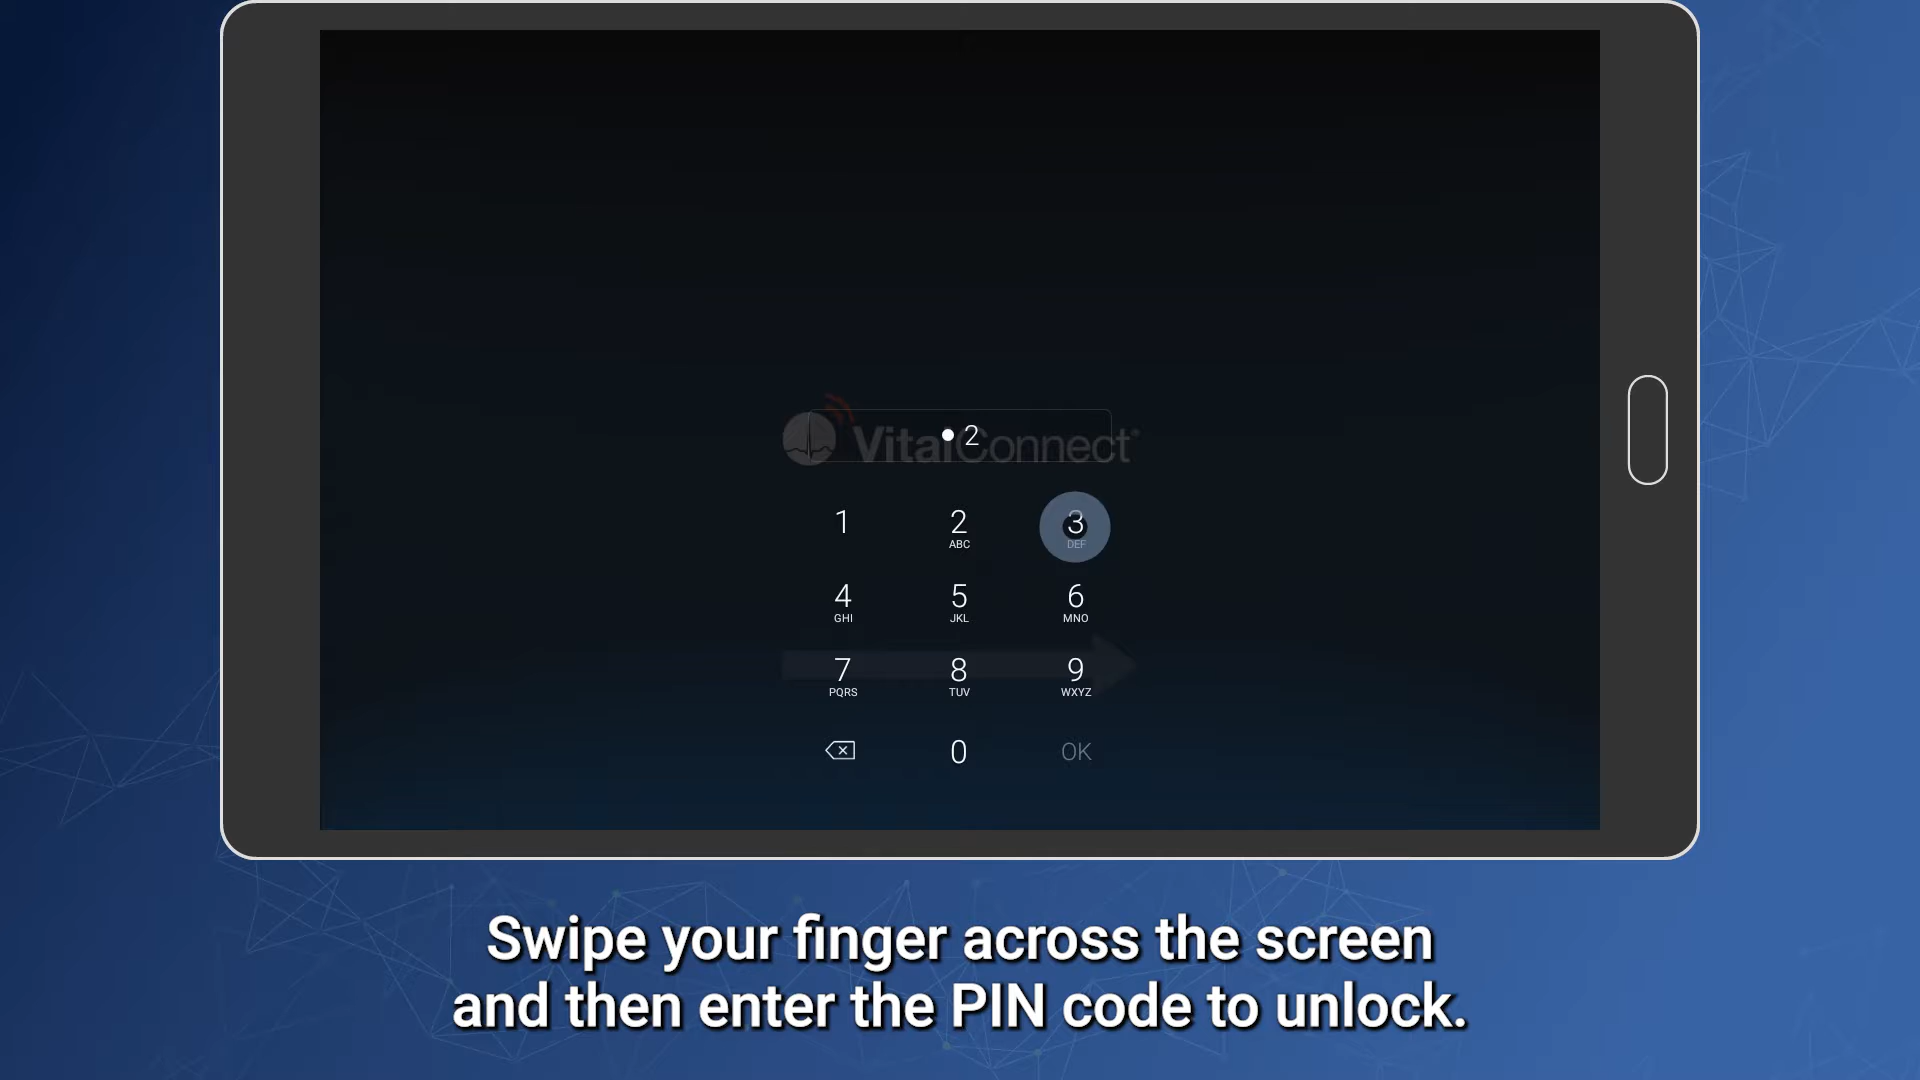 VitalConnect®
• 2
1
2
ABC
3
DEF
4
GHI
5
JKL
6
MNO
7
PQRS
8
TUV
9
WXYZ
0
OK
Swipe your finger across the screen
and then enter the PIN code to unlock.